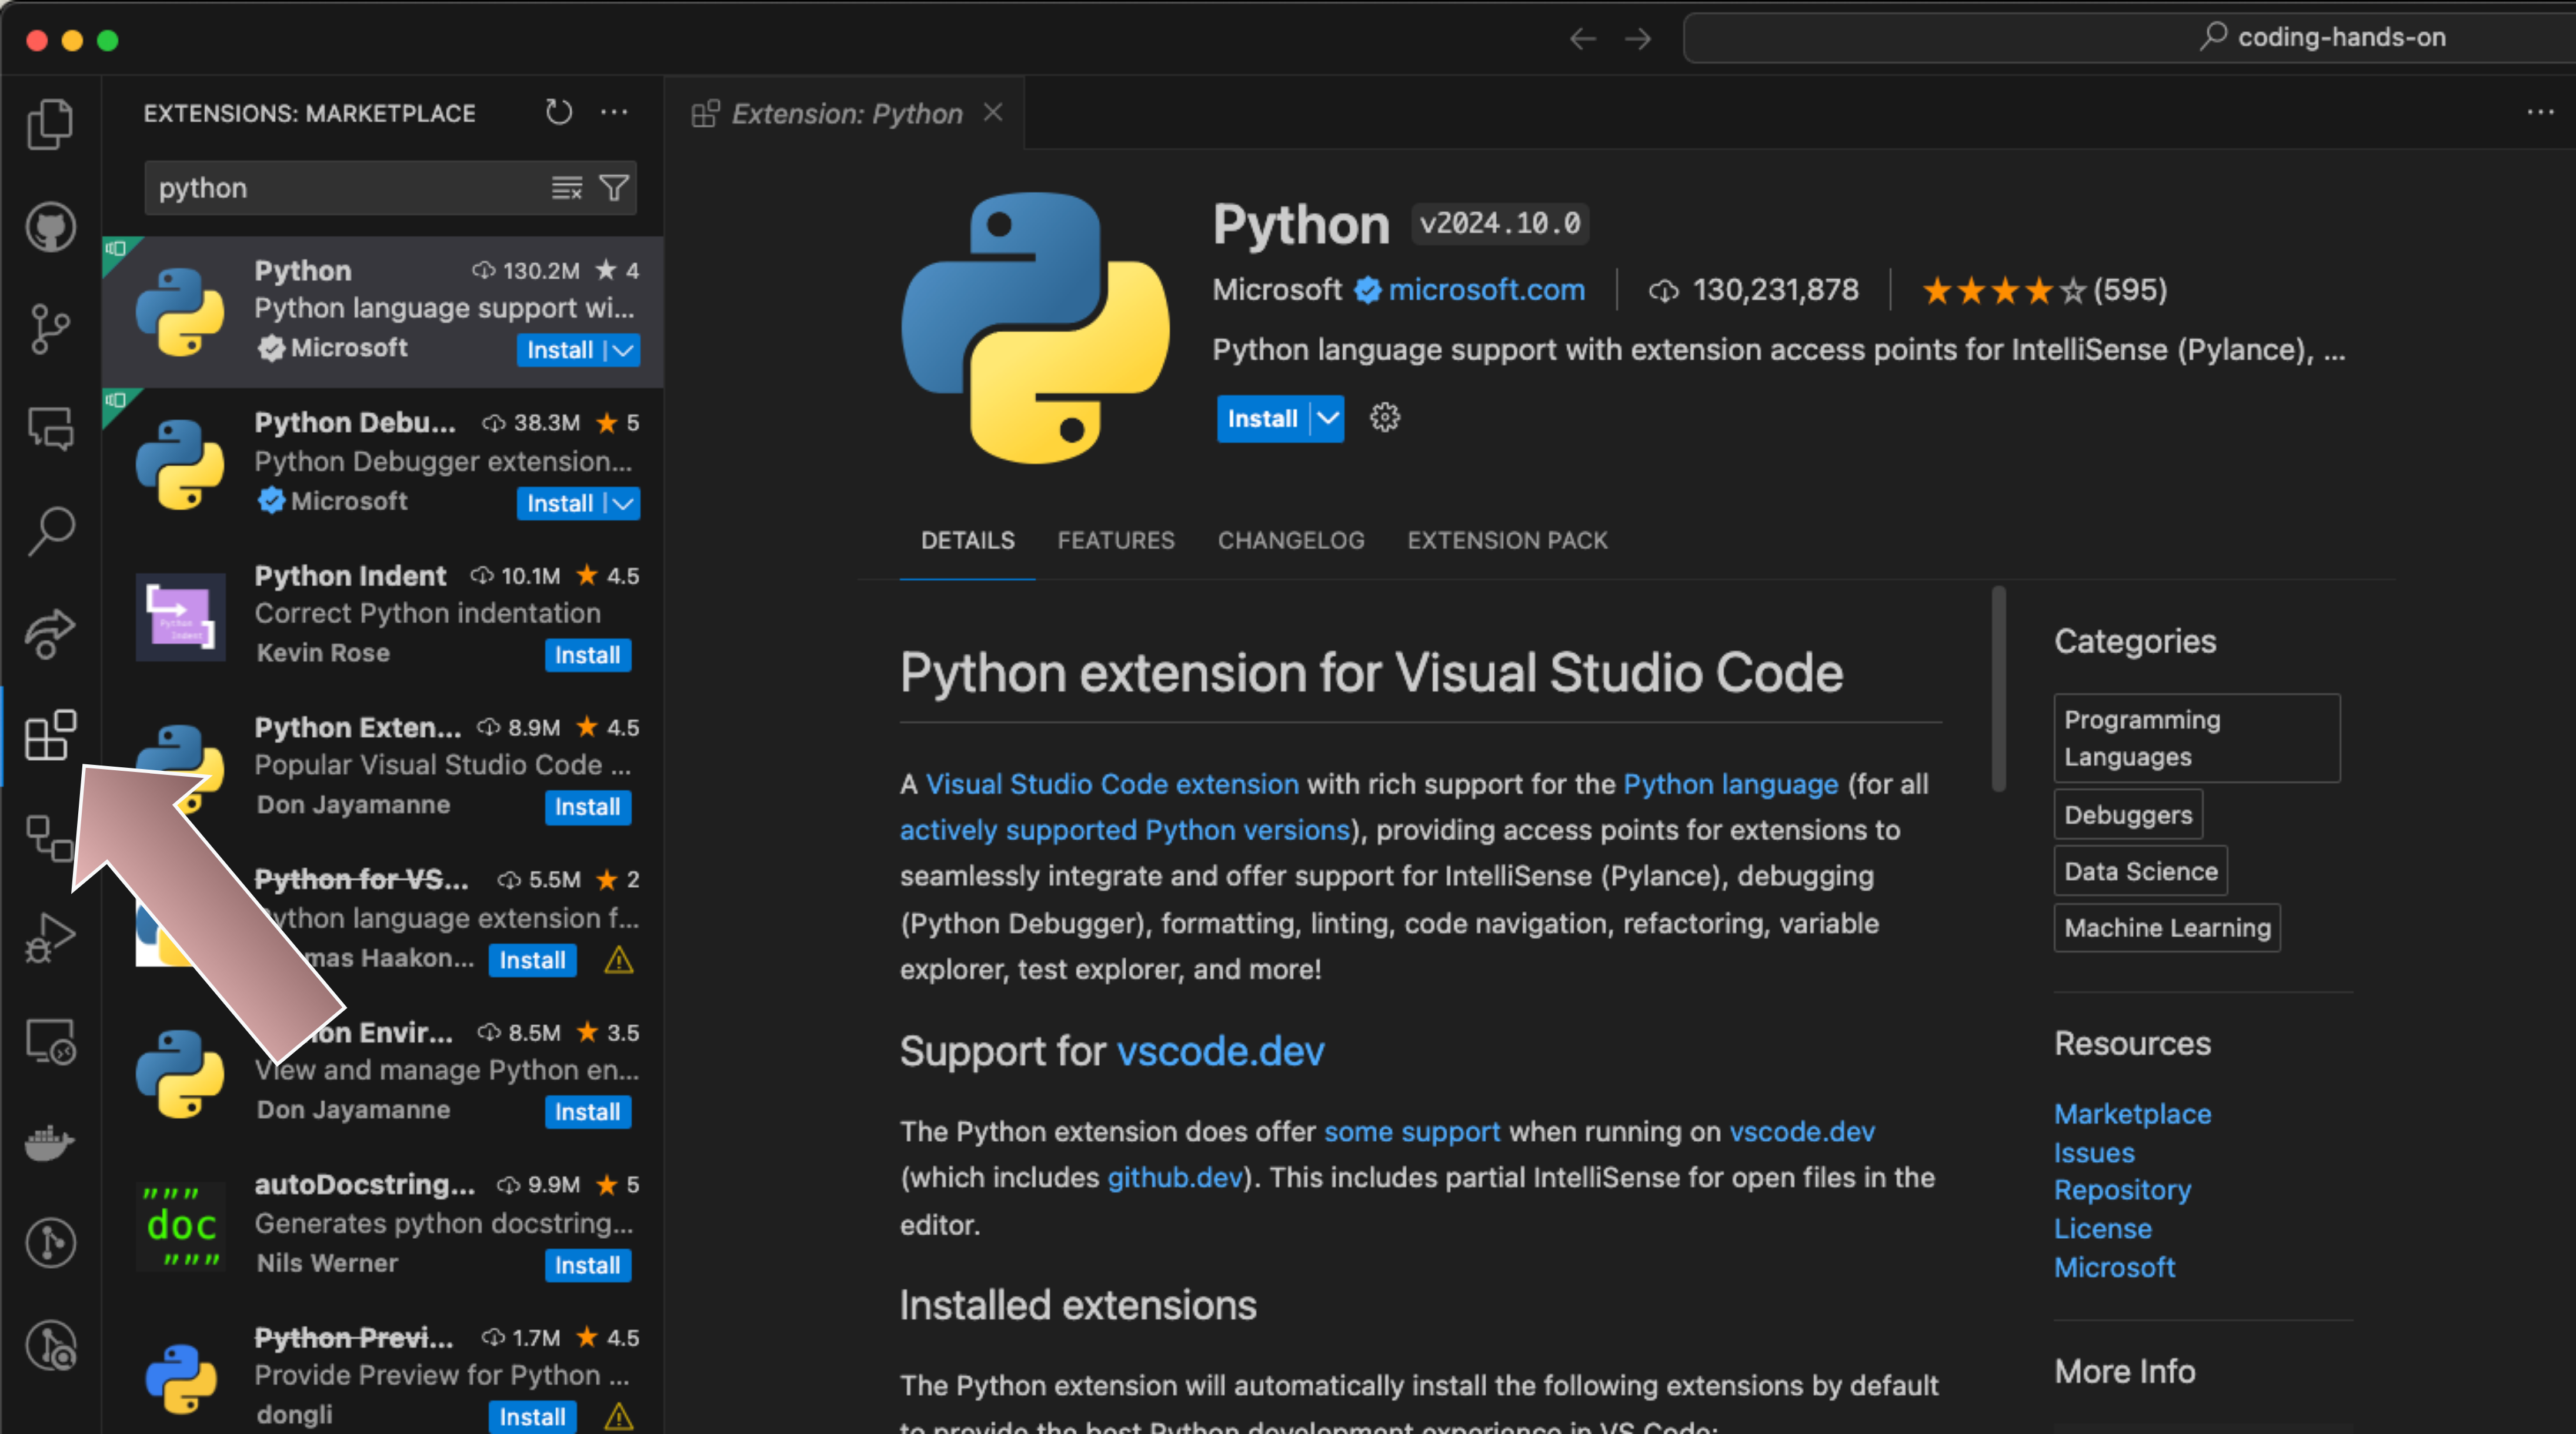 coding-hands-on
EXTENSIONS: MARKETPLACE
python
Python 130.2M 4
Python language support wi...
Microsoft Install
Python Debu... 38.3M 5
Python Debugger extension...
Microsoft Install
Python Indent 10.1M 4.5
Correct Python indentation
Kevin Rose Install
Python Exten... 8.9M 4.5
Popular Visual Studio Code ...
Don Jayamanne Install
Python for VS... 5.5M 2
language extension f...
Haakon... Install
Envir... 8.5M 3.5
View and manage Python en...
Don Jayamanne Install
autoDocstring... 9.9M 5
Generates python docstring...
Nils Werner Install
"""
doc
"""
Python Previ... 1.7M 4.5
Provide Preview for Python ...
dongli Install
Extension: Python
Python v2024.10.0
Microsoft microsoft.com 130,231,878 (595)
Python language support with extension access points for IntelliSense (Pylance), ...
Install
DETAILS FEATURES CHANGELOG EXTENSION PACK
Python extension for Visual Studio Code
A Visual Studio Code extension with rich support for the Python language (for all
actively supported Python versions), providing access points for extensions to
seamlessly integrate and offer support for IntelliSense (Pylance), debugging
(Python Debugger), formatting, linting, code navigation, refactoring, variable
explorer, test explorer, and more!
Support for vscode.dev
The Python extension does offer some support when running on vscode.dev
(which includes github.dev). This includes partial IntelliSense for open files in the
editor.
Installed extensions
The Python extension will automatically install the following extensions by default
to provide the best Python development experience in VS Code:
Categories
Programming
Languages
Debuggers
Data Science
Machine Learning
Resources
Marketplace
Issues
Repository
License
Microsoft
More Info